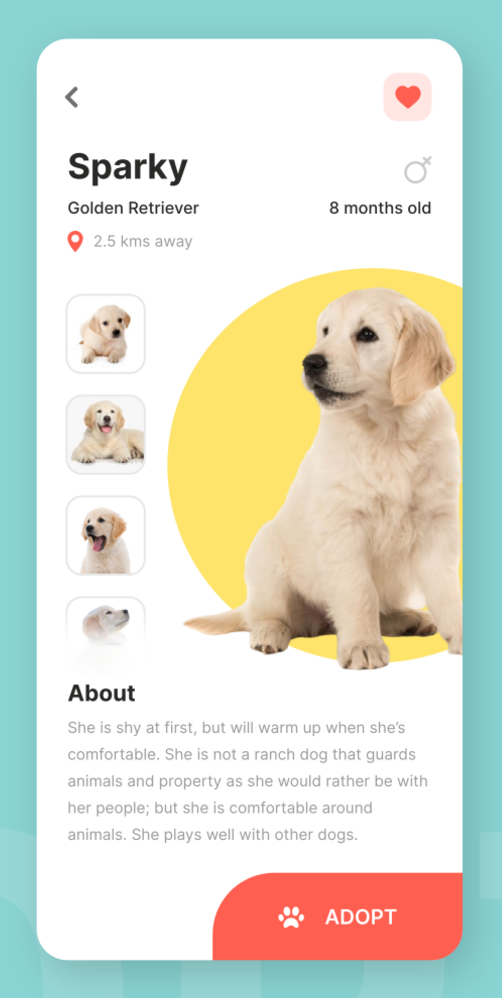 Sparky
Golden Retriever
8 months old
2.5 kms away
About
She is shy at first, but will warm up when she’s
comfortable. She is not a ranch dog that guards
animals and property as she would rather be with
her people; but she is comfortable around
animals. She plays well with other dogs.
ADOPT